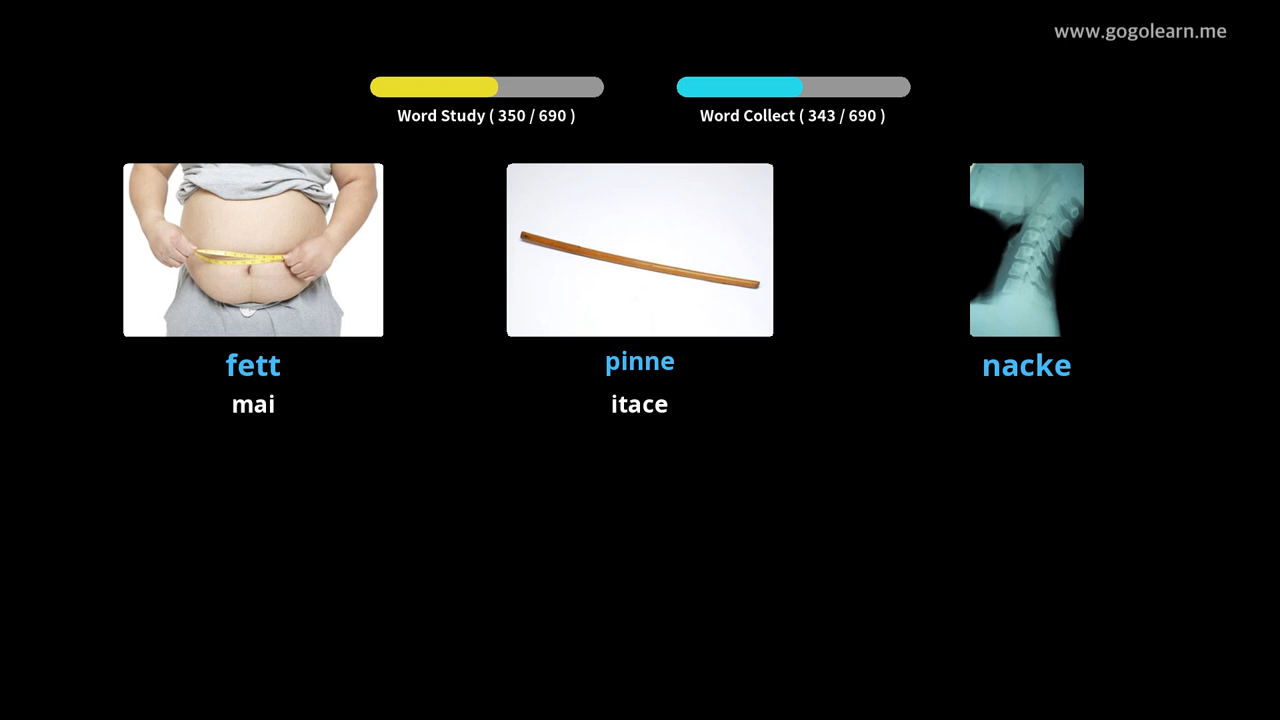 www.gogolearn.me
Word Study ( 350 / 690 )
Word Collect ( 343 / 690 )
fett
pinne
nacke
mai
itace